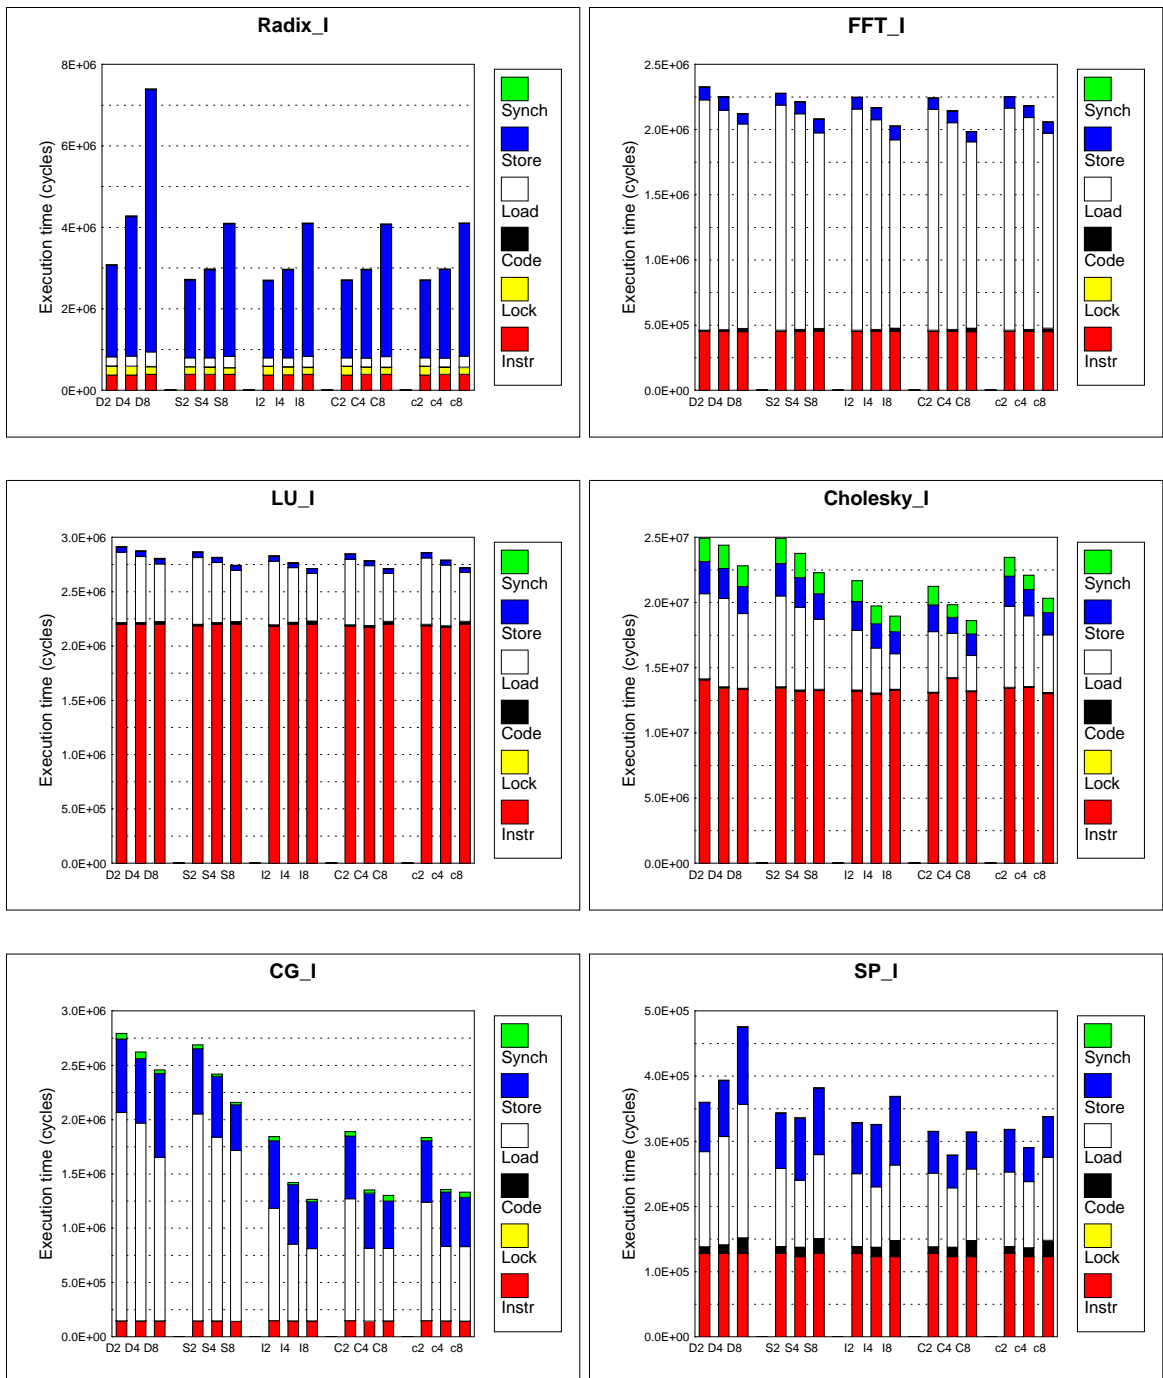 Radix_I
Execution time (cycles)
8E+06
6E+06
4E+06
2E+06
0E+00
D2 D4 D8 S2 S4 S8 I2 I4 I8 C2 C4 C8 c2 c4 c8
Synch
Store
Load
Code
Lock
Instr
FFT_I
Execution time (cycles)
2.5E+06
2.0E+06
1.5E+06
1.0E+06
5.0E+05
0.0E+00
D2 D4 D8 S2 S4 S8 I2 I4 I8 C2 C4 C8 c2 c4 c8
Synch
Store
Load
Code
Lock
Instr
LU_I
Execution time (cycles)
3.0E+06
2.5E+06
2.0E+06
1.5E+06
1.0E+06
5.0E+05
0.0E+00
D2 D4 D8 S2 S4 S8 I2 I4 I8 C2 C4 C8 c2 c4 c8
Synch
Store
Load
Code
Lock
Instr
Cholesky_I
Execution time (cycles)
2.5E+07
2.0E+07
1.5E+07
1.0E+07
5.0E+06
0.0E+00
D2 D4 D8 S2 S4 S8 I2 I4 I8 C2 C4 C8 c2 c4 c8
Synch
Store
Load
Code
Lock
Instr
CG_I
Execution time (cycles)
3.0E+06
2.5E+06
2.0E+06
1.5E+06
1.0E+06
5.0E+05
0.0E+00
D2 D4 D8 S2 S4 S8 I2 I4 I8 C2 C4 C8 c2 c4 c8
Synch
Store
Load
Code
Lock
Instr
SP_I
Execution time (cycles)
5.0E+05
4.0E+05
3.0E+05
2.0E+05
1.0E+05
0.0E+00
D2 D4 D8 S2 S4 S8 I2 I4 I8 C2 C4 C8 c2 c4 c8
Synch
Store
Load
Code
Lock
Instr